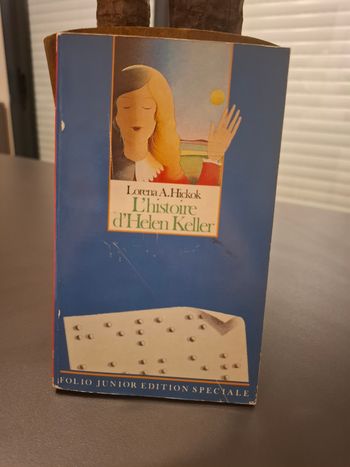 Lorena A. Hickok
L'histoire
d'Helen Keller
FOLIO JUNIOR EDITION SPECIALE